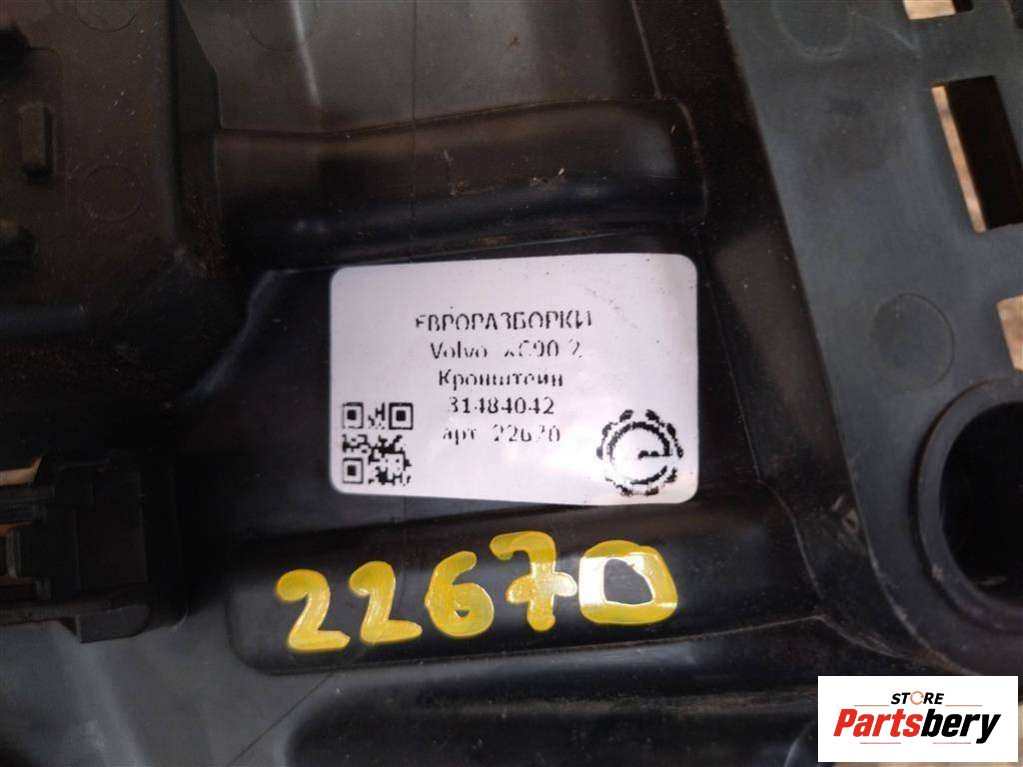 ЕВРОРАЗБОРКИ
Volvo XC90 2
Кронштейн
31484042
арт. 22670
22670
STORE
Partsbery